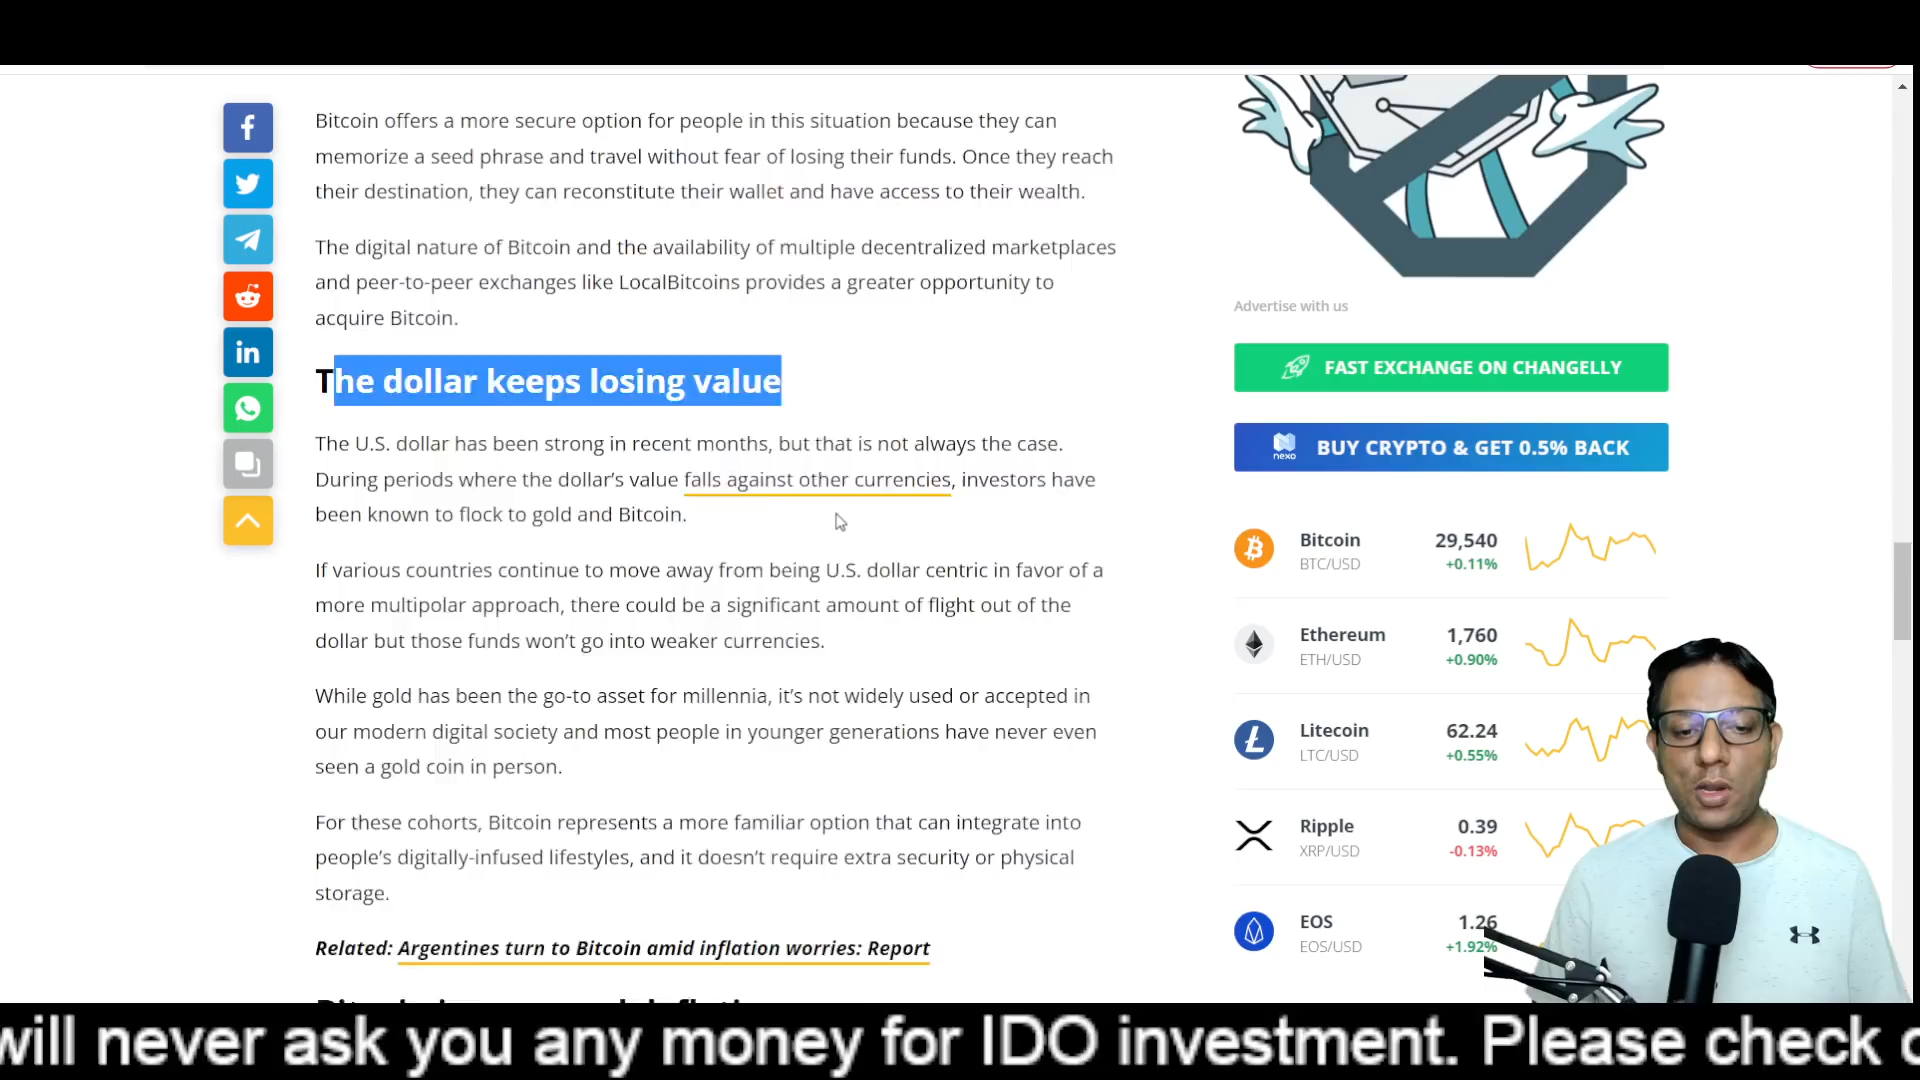 Bitcoin offers a more secure option for people in this situation because they can
memorize a seed phrase and travel without fear of losing their funds. Once they reach
their destination, they can reconstitute their wallet and have access to their wealth.
The digital nature of Bitcoin and the availability of multiple decentralized marketplaces
and peer-to-peer exchanges like LocalBitcoins provides a greater opportunity to
acquire Bitcoin.
The dollar keeps losing value
The U.S. dollar has been strong in recent months, but that is not always the case.
During periods where the dollar’s value falls against other currencies, investors have
been known to flock to gold and Bitcoin.
If various countries continue to move away from being U.S. dollar centric in favor of a
more multipolar approach, there could be a significant amount of flight out of the
dollar but those funds won’t go into weaker currencies.
While gold has been the go-to asset for millennia, it’s not widely used or accepted in
our modern digital society and most people in younger generations have never even
seen a gold coin in person.
For these cohorts, Bitcoin represents a more familiar option that can integrate into
people’s digitally-infused lifestyles, and it doesn’t require extra security or physical
storage.
Related: Argentines turn to Bitcoin amid inflation worries: Report
Advertise with us
FAST EXCHANGE ON CHANGELLY
nexo BUY CRYPTO & GET 0.5% BACK
Bitcoin 29,540
BTC/USD +0.11%
Ethereum 1,760
ETH/USD +0.90%
Litecoin 62.24
LTC/USD +0.55%
Ripple 0.39
XRP/USD -0.13%
EOS 1.26
EOS/USD +1.92%
will never ask you any money for IDO investment. Please check